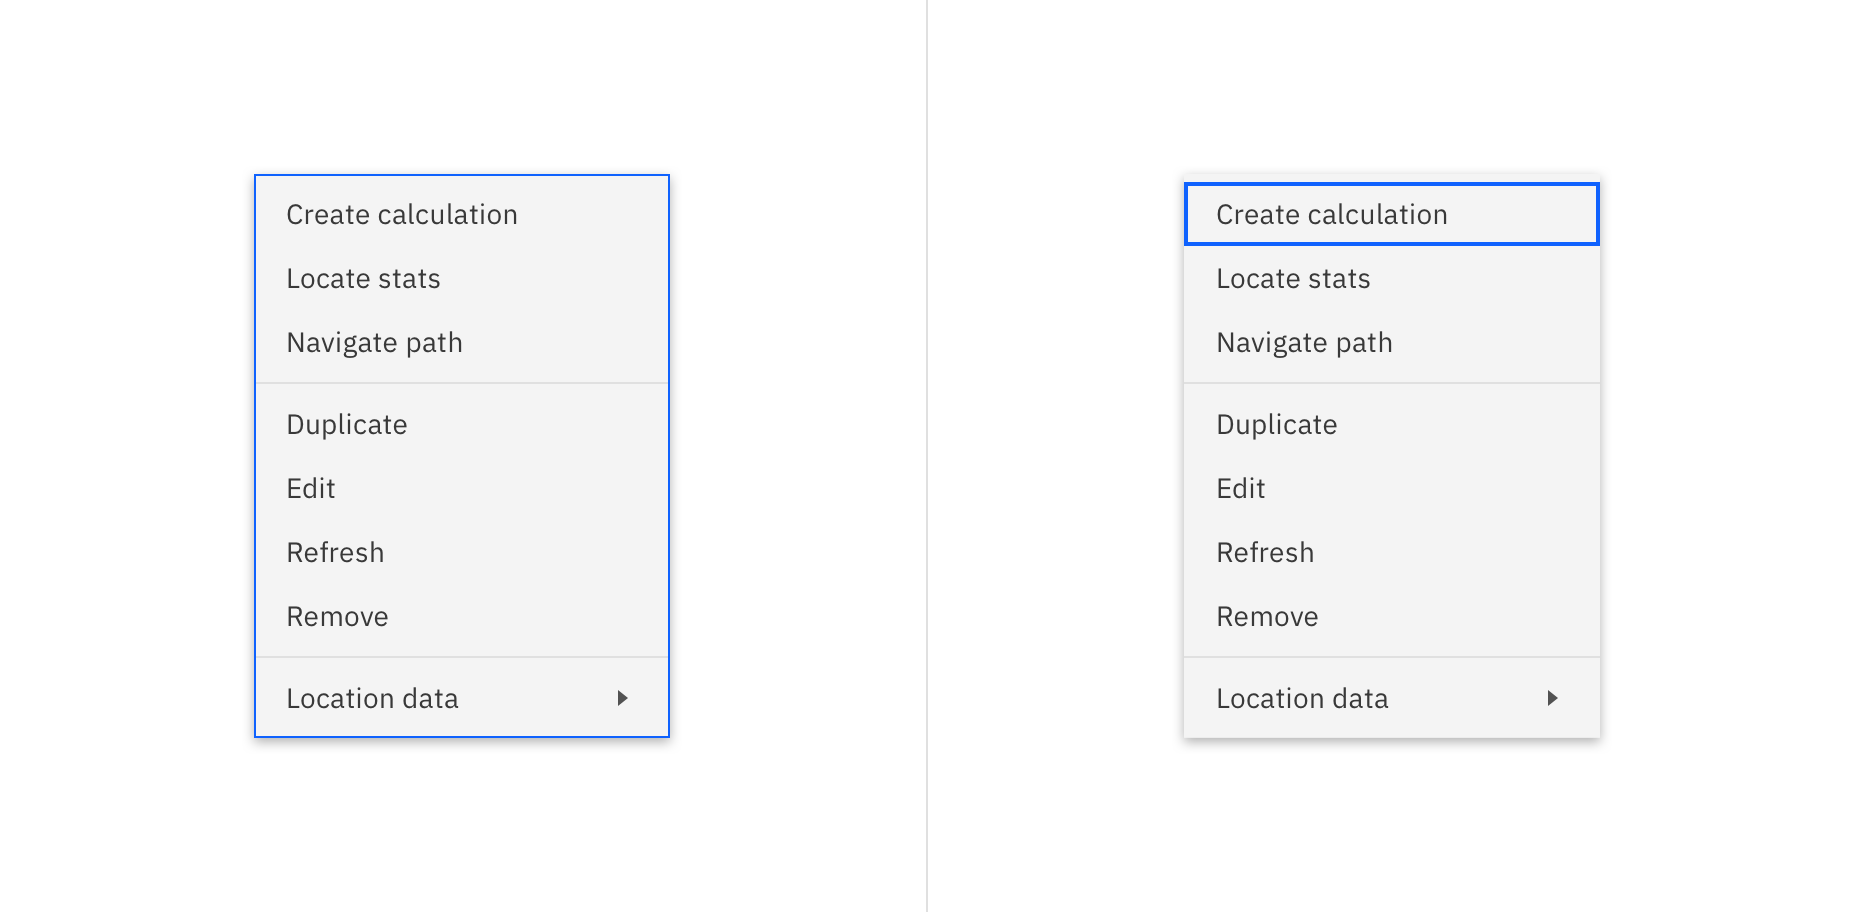 Create calculation
Locate stats
Navigate path
Duplicate
Edit
Refresh
Remove
Location data
Create calculation
Locate stats
Navigate path
Duplicate
Edit
Refresh
Remove
Location data